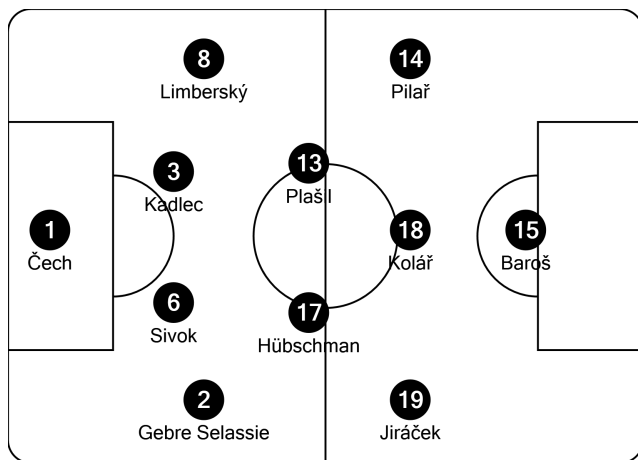 8
Limberský
14
Pilař
3
Kadlec
13
Plašil
1
Čech
18
Kolář
15
Baroš
6
Sivok
17
Hübschman
2
Gebre Selassie
19
Jiráček